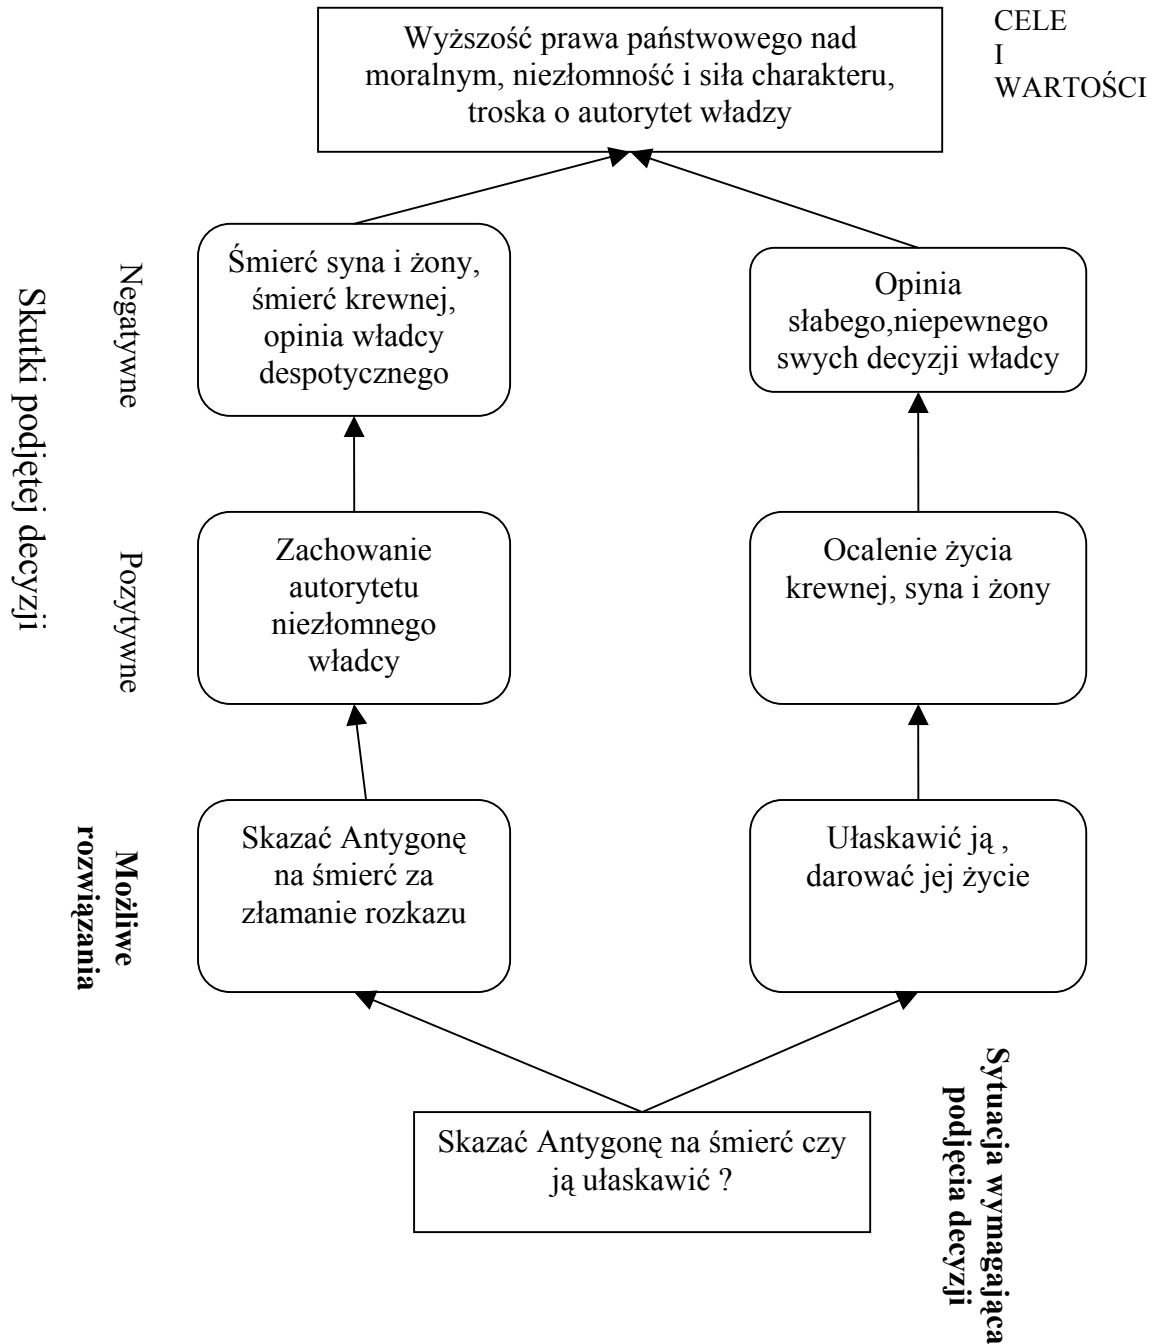 Wyższość prawa państwowego nad
moralnym, niezłomność i siła charakteru,
troska o autorytet władzy
CELE
I
WARTOŚCI
Skutki podjętej decyzji
Negatywne
Śmierć syna i żony,
śmierć krewnej,
opinia władcy
despotycznego
Opinia
słabego,niepewnego
swych decyzji władcy
Pozytywne
Zachowanie
autorytetu
niezłomnego
władcy
Ocalenie życia
krewnej, syna i żony
Możliwe
rozwiązania
Skazać Antygonę
na śmierć za
złamanie rozkazu
Ułaskawić ją ,
darować jej życie
Skazać Antygonę na śmierć czy
ją ułaskawić ?
Sytuacja wymagająca
podjęcia decyzji